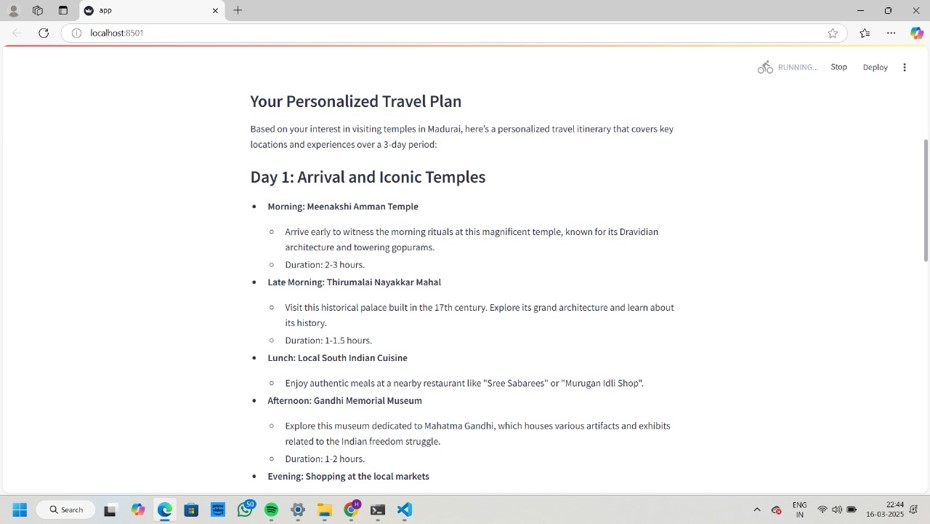 app
localhost:8501
RUNNING...
Stop
Deploy
Your Personalized Travel Plan
Based on your interest in visiting temples in Madurai, here's a personalized travel itinerary that covers key
locations and experiences over a 3-day period:
Day 1: Arrival and Iconic Temples
Morning: Meenakshi Amman Temple
Arrive early to witness the morning rituals at this magnificent temple, known for its Dravidian
architecture and towering gopurams.
Duration: 2-3 hours.
Late Morning: Thirumalai Nayakkar Mahal
Visit this historical palace built in the 17th century. Explore its grand architecture and learn about
its history.
Duration: 1-1.5 hours.
Lunch: Local South Indian Cuisine
Enjoy authentic meals at a nearby restaurant like "Sree Sabarees" or "Murugan Idli Shop".
Afternoon: Gandhi Memorial Museum
Explore this museum dedicated to Mahatma Gandhi, which houses various artifacts and exhibits
related to the Indian freedom struggle.
Duration: 1-2 hours.
Evening: Shopping at the local markets
Search
ENG
IN
22:44
16-03-2025